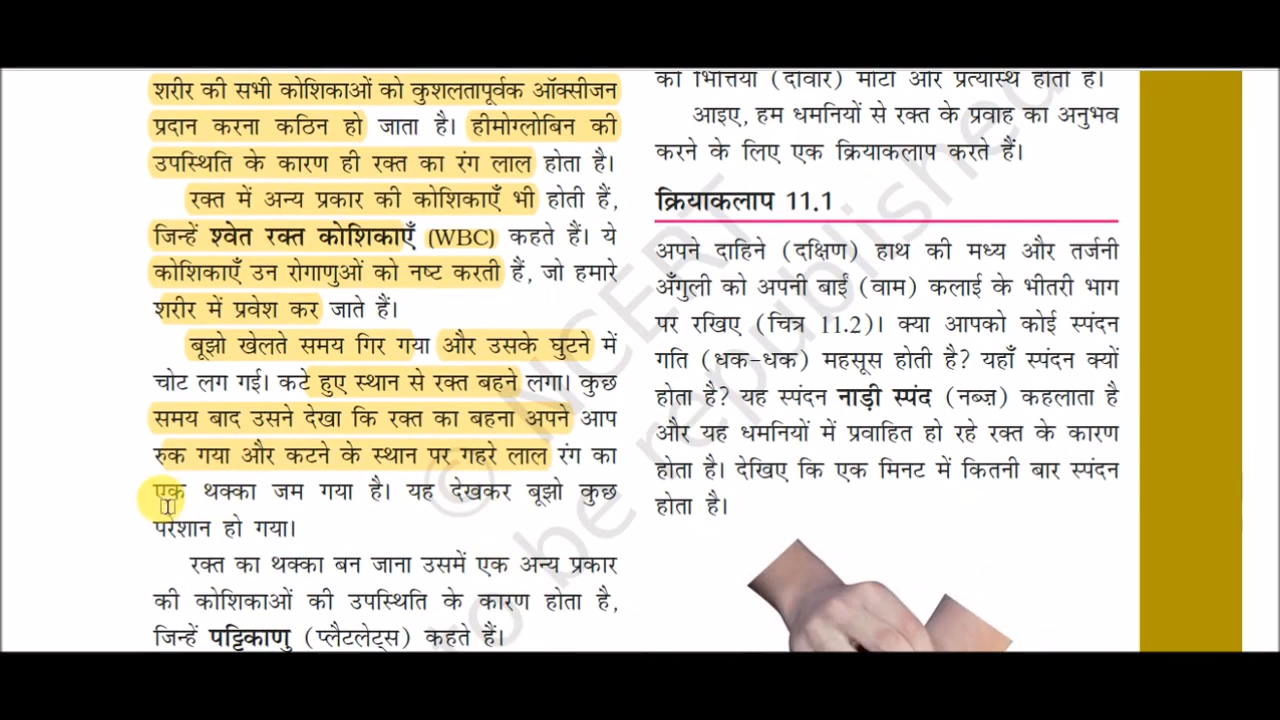 शरीर की सभी कोशिकाओं को कुशलतापूर्वक ऑक्सीजन
प्रदान करना कठिन हो जाता है। हीमोग्लोबिन की
उपस्थिति के कारण ही रक्त का रंग लाल होता है।
रक्त में अन्य प्रकार की कोशिकाएँ भी होती हैं,
जिन्हें श्वेत रक्त कोशिकाएँ (WBC) कहते हैं। ये
कोशिकाएँ उन रोगाणुओं को नष्ट करती हैं, जो हमारे
शरीर में प्रवेश कर जाते हैं।
बूझो खेलते समय गिर गया और उसके घुटने में
चोट लग गई। कटे हुए स्थान से रक्त बहने लगा। कुछ
समय बाद उसने देखा कि रक्त का बहना अपने आप
रुक गया और कटने के स्थान पर गहरे लाल रंग का
एक थक्का जम गया है। यह देखकर बूझो कुछ
परेशान हो गया।
रक्त का थक्का बन जाना उसमें एक अन्य प्रकार
की कोशिकाओं की उपस्थिति के कारण होता है,
जिन्हें पट्टिकाणु (प्लैटलेट्स) कहते हैं।
की भित्तियाँ (दीवार) मोटी और प्रत्यास्थ होती हैं।
आइए, हम धमनियों से रक्त के प्रवाह का अनुभव
करने के लिए एक क्रियाकलाप करते हैं।
क्रियाकलाप 11.1
अपने दाहिने (दक्षिण) हाथ की मध्य और तर्जनी
अँगुली को अपनी बाईं (वाम) कलाई के भीतरी भाग
पर रखिए (चित्र 11.2)। क्या आपको कोई स्पंदन
गति (धक-धक) महसूस होती है? यहाँ स्पंदन क्यों
होता है? यह स्पंदन नाड़ी स्पंद (नब्ज़) कहलाता है
और यह धमनियों में प्रवाहित हो रहे रक्त के कारण
होता है। देखिए कि एक मिनट में कितनी बार स्पंदन
होता है।
© NCERT
to be republished